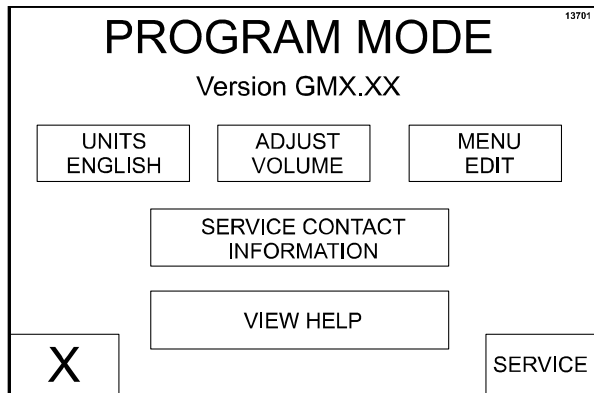 13701
PROGRAM MODE
Version GMX.XX
UNITS
ENGLISH
ADJUST
VOLUME
MENU
EDIT
SERVICE CONTACT
INFORMATION
VIEW HELP
X
SERVICE